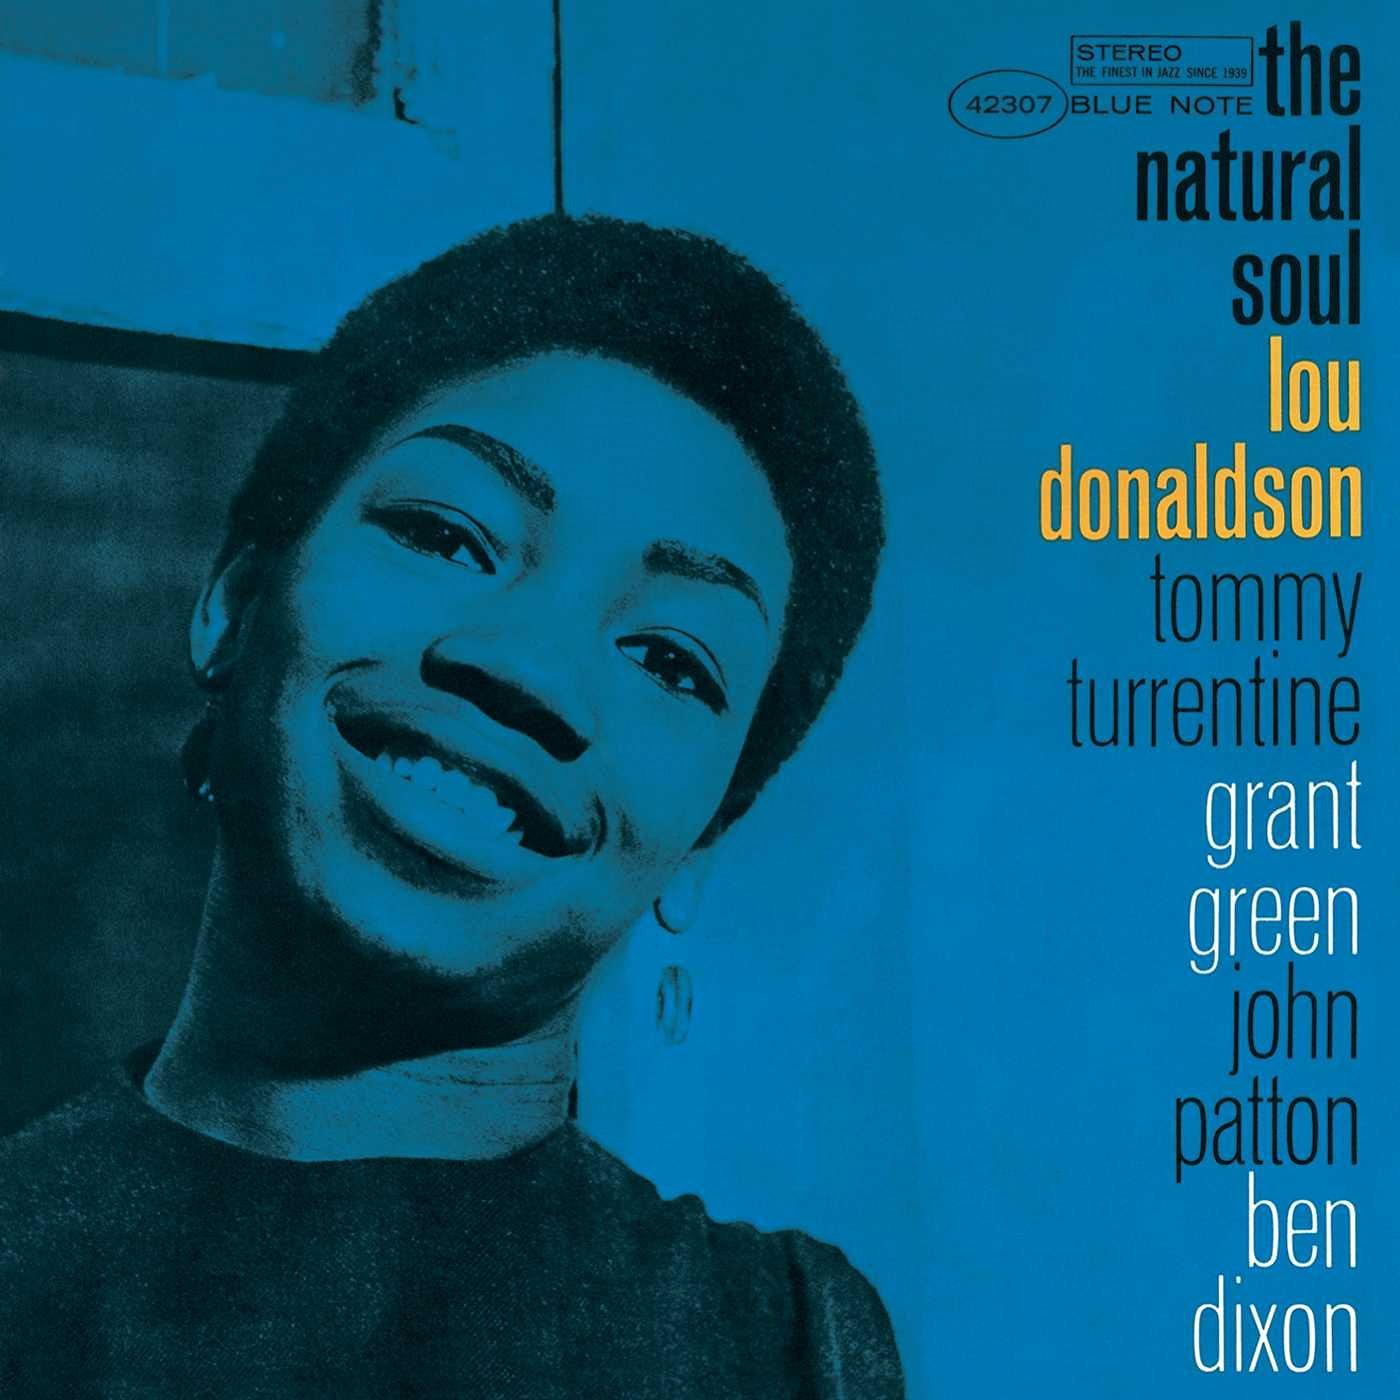 STEREO
THE FINEST IN JAZZ SINCE 1939
42307 BLUE NOTE
the
natural
soul
lou
donaldson
tommy
turrentine
grant
green
john
patton
ben
dixon